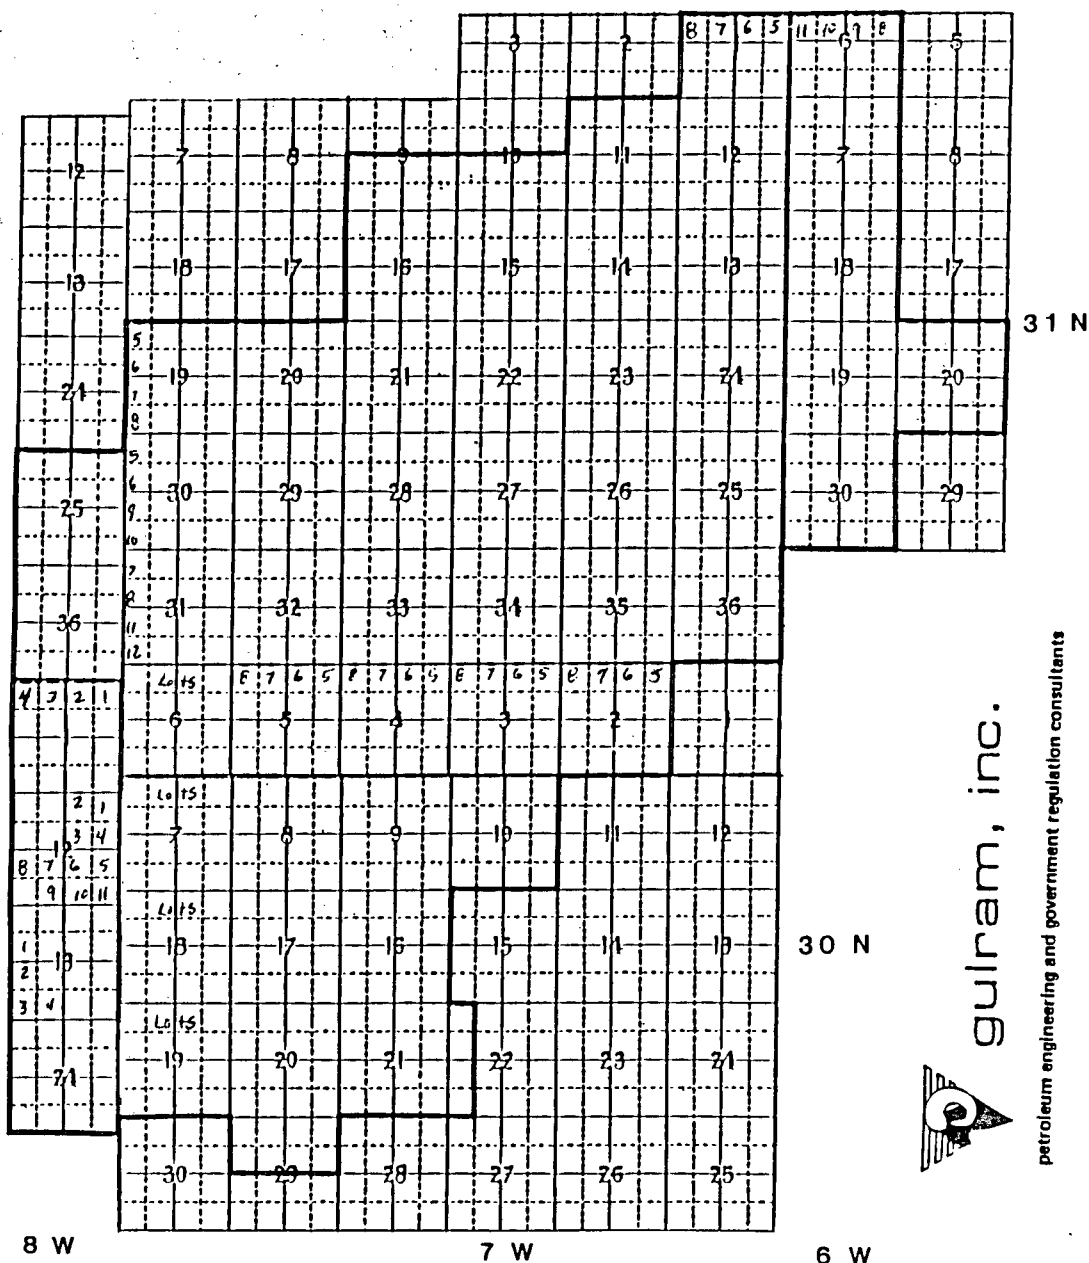 3 2 8 7 6 5 11 10 6 9 8 5
7 8 9 10 11 12 7 8
12
18 17 16 15 14 13 18 17
13
31 N
5
6
19 20 21 22 23 24 19 20
7
24
8
5
6
30 29 28 27 26 25 30 29
25
9
10
7
8
31 32 33 34 35 36
36
11
12
Lots 8 7 6 5 8 7 6 5 8 7 6 5 8 7 6 5
4 3 2 1
6 5 4 3 2 1
Lots
2 1
7 8 9 10 11 12
12 3 4
8 7 6 5
9 10 11
Lots
1
18 17 16 15 14 13
13
2
30 N
3 4
Lots
19 20 21 22 23 24
24
30 29 28 27 26 25
8 W
7 W
6 W
gulram, inc.
petroleum engineering and government regulation consultants